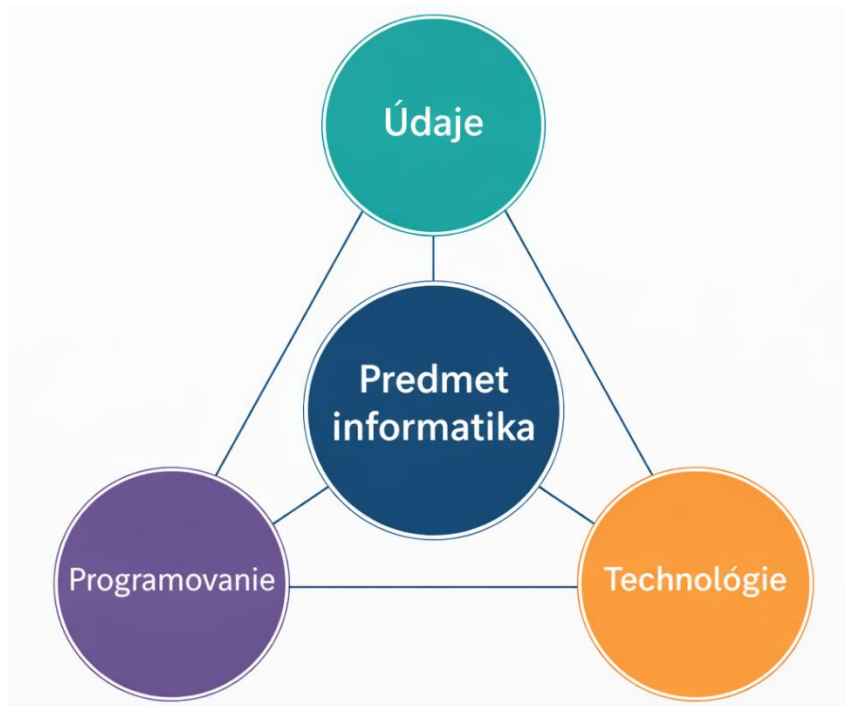 Údaje
Predmet
informatika
Programovanie
Technológie